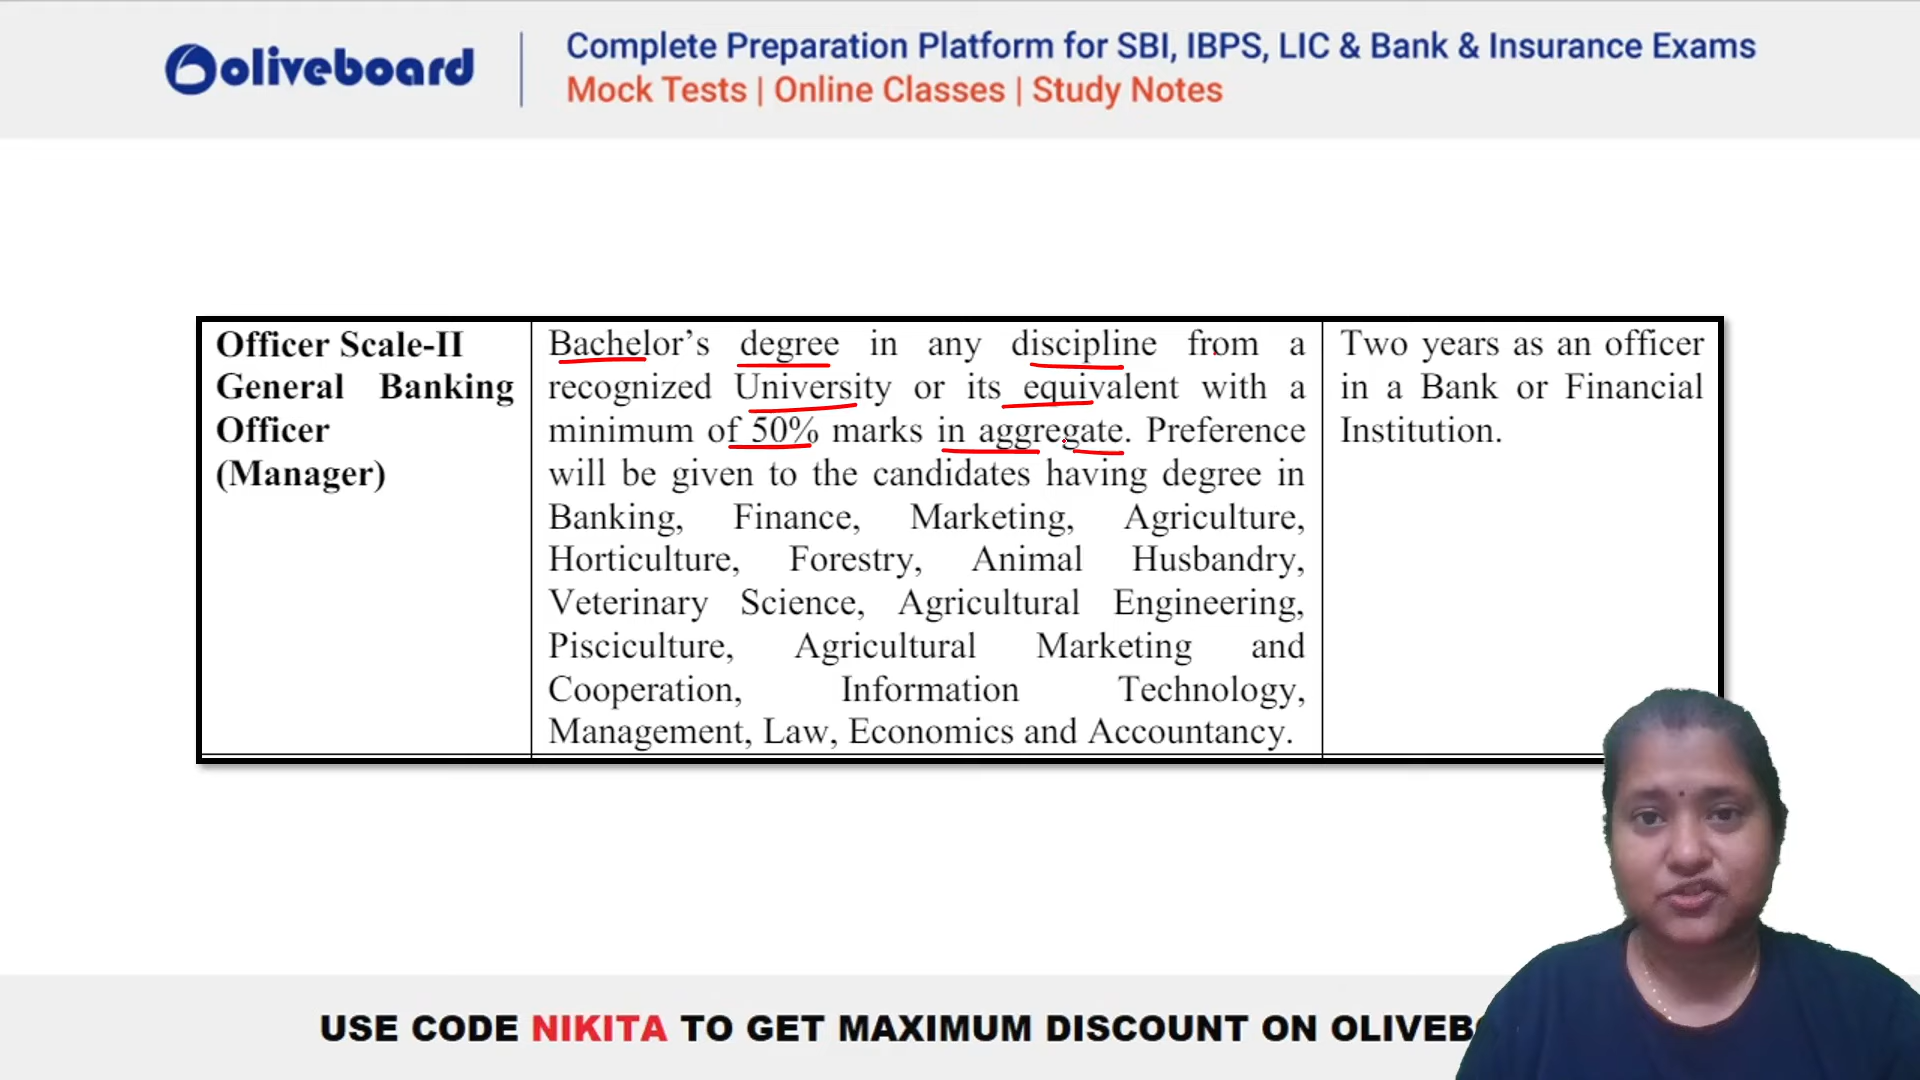 oliveboard
Complete Preparation Platform for SBI, IBPS, LIC & Bank & Insurance Exams
Mock Tests | Online Classes | Study Notes
Officer Scale-II
General Banking
Officer
(Manager)
Bachelor’s degree in any discipline from a
recognized University or its equivalent with a
minimum of 50% marks in aggregate. Preference
will be given to the candidates having degree in
Banking, Finance, Marketing, Agriculture,
Horticulture, Forestry, Animal Husbandry,
Veterinary Science, Agricultural Engineering,
Pisciculture, Agricultural Marketing and
Cooperation, Information Technology,
Management, Law, Economics and Accountancy.
Two years as an officer
in a Bank or Financial
Institution.
USE CODE NIKITA TO GET MAXIMUM DISCOUNT ON